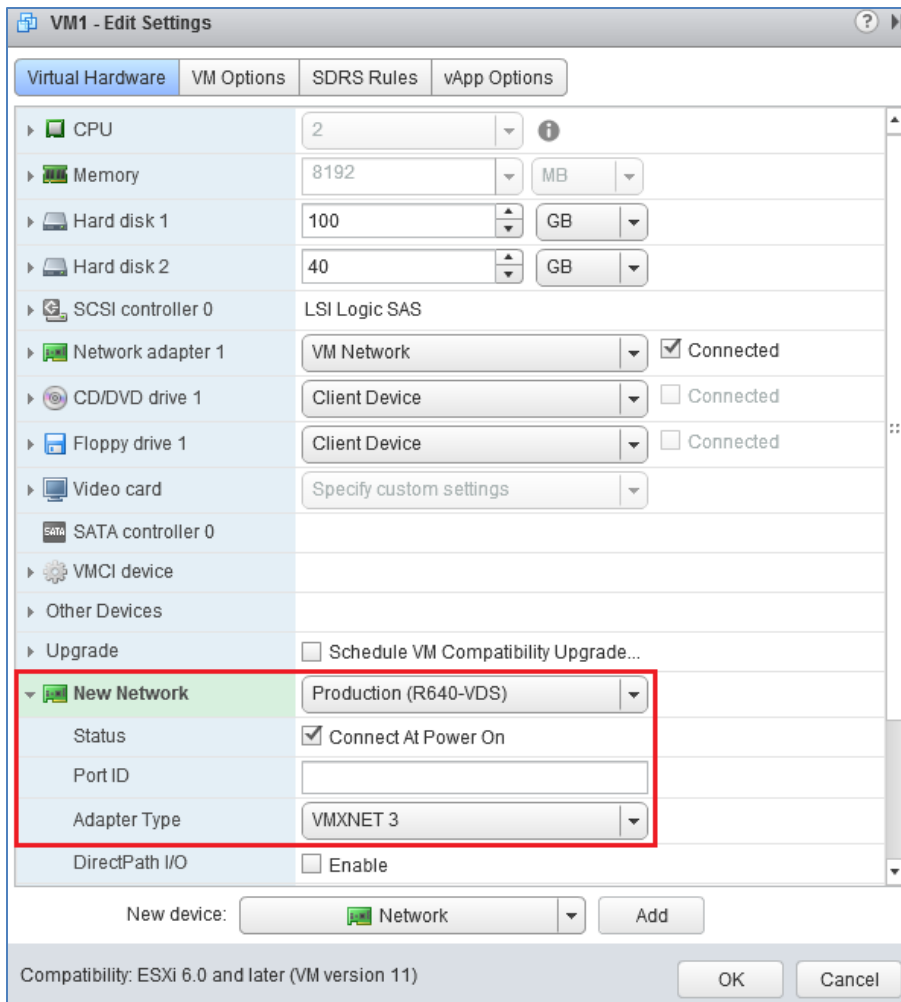 VM1 - Edit Settings ?
Virtual Hardware VM Options SDRS Rules vApp Options
CPU 2 i
Memory 8192 MB
Hard disk 1 100 GB
Hard disk 2 40 GB
SCSI controller 0 LSI Logic SAS
Network adapter 1 VM Network Connected
CD/DVD drive 1 Client Device Connected
Floppy drive 1 Client Device Connected
Video card Specify custom settings
SATA SATA controller 0
VMCI device
Other Devices
Upgrade Schedule VM Compatibility Upgrade...
New Network Production (R640-VDS)
Status Connect At Power On
Port ID
Adapter Type VMXNET 3
DirectPath I/O Enable
New device: Network Add
Compatibility: ESXi 6.0 and later (VM version 11) OK Cancel